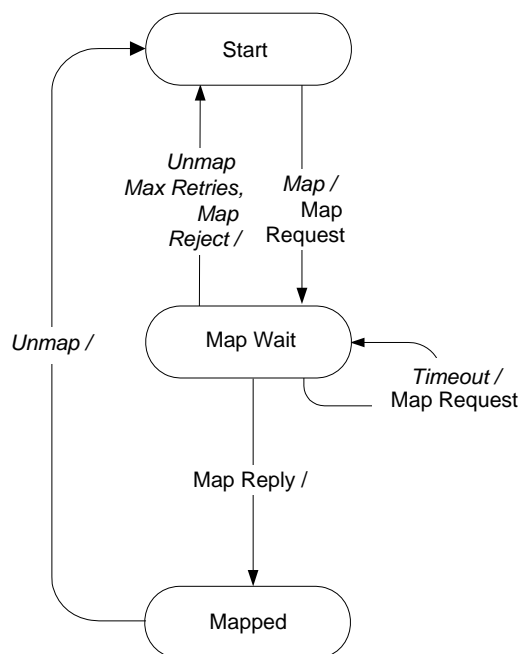 Start
Unmap
Max Retries,
Map
Reject /
Map /
Map
Request
Unmap /
Map Wait
Timeout /
Map Request
Map Reply /
Mapped